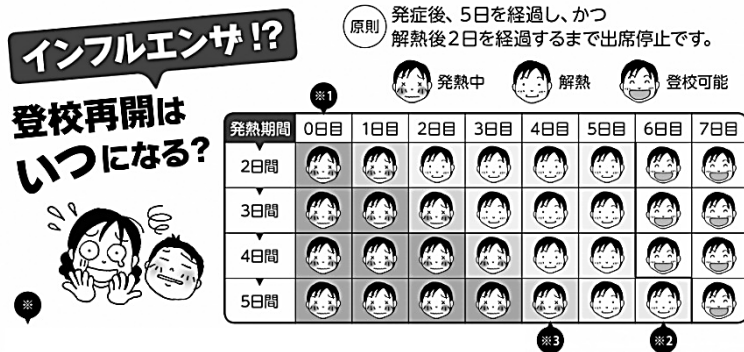 インフルエンザ!?
登校再開は
いつになる?
原則
発症後、5日を経過し、かつ
解熱後2日を経過するまで出席停止です。
発熱中 解熱 登校可能
※1
発熱期間 0日目 1日目 2日目 3日目 4日目 5日目 6日目 7日目
2日間
3日間
4日間
5日間
※
※3 ※2